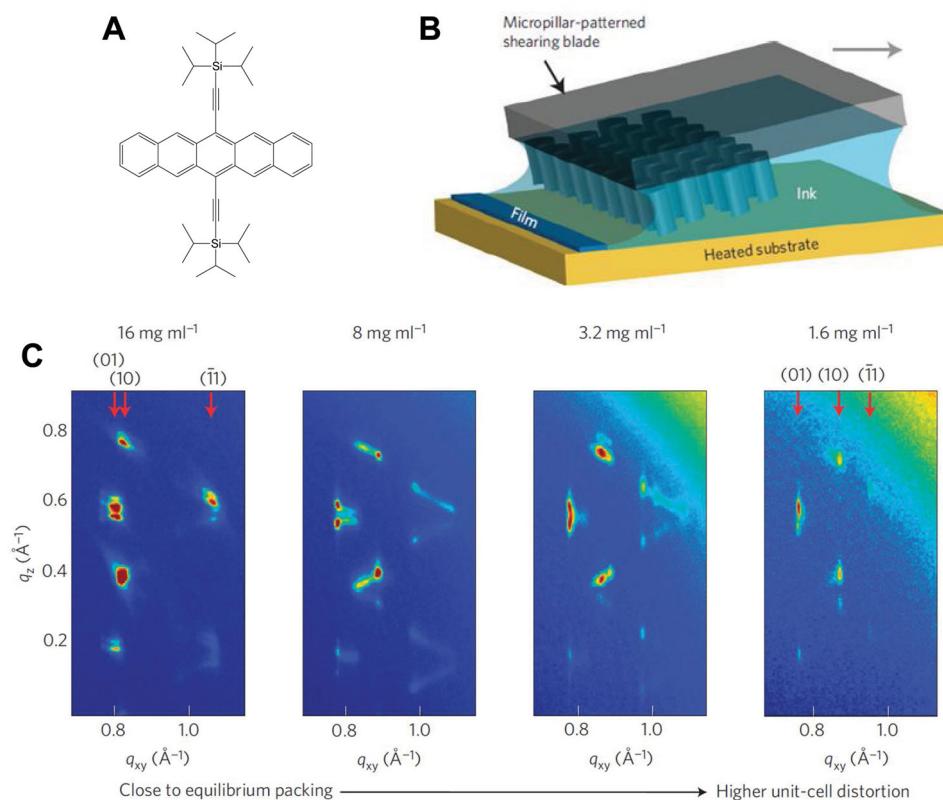 A
Si
Si
B
Micropillar-patterned
shearing blade
Ink
Film
Heated substrate
C
16 mg ml⁻¹
8 mg ml⁻¹
3.2 mg ml⁻¹
1.6 mg ml⁻¹
(01)
(10)
(1̅1)
(01)
(10)
(1̅1)
0.8
0.6
0.4
0.2
q_z (Å⁻¹)
0.8 1.0
0.8 1.0
0.8 1.0
0.8 1.0
q_xy (Å⁻¹)
q_xy (Å⁻¹)
q_xy (Å⁻¹)
q_xy (Å⁻¹)
Close to equilibrium packing
Higher unit-cell distortion